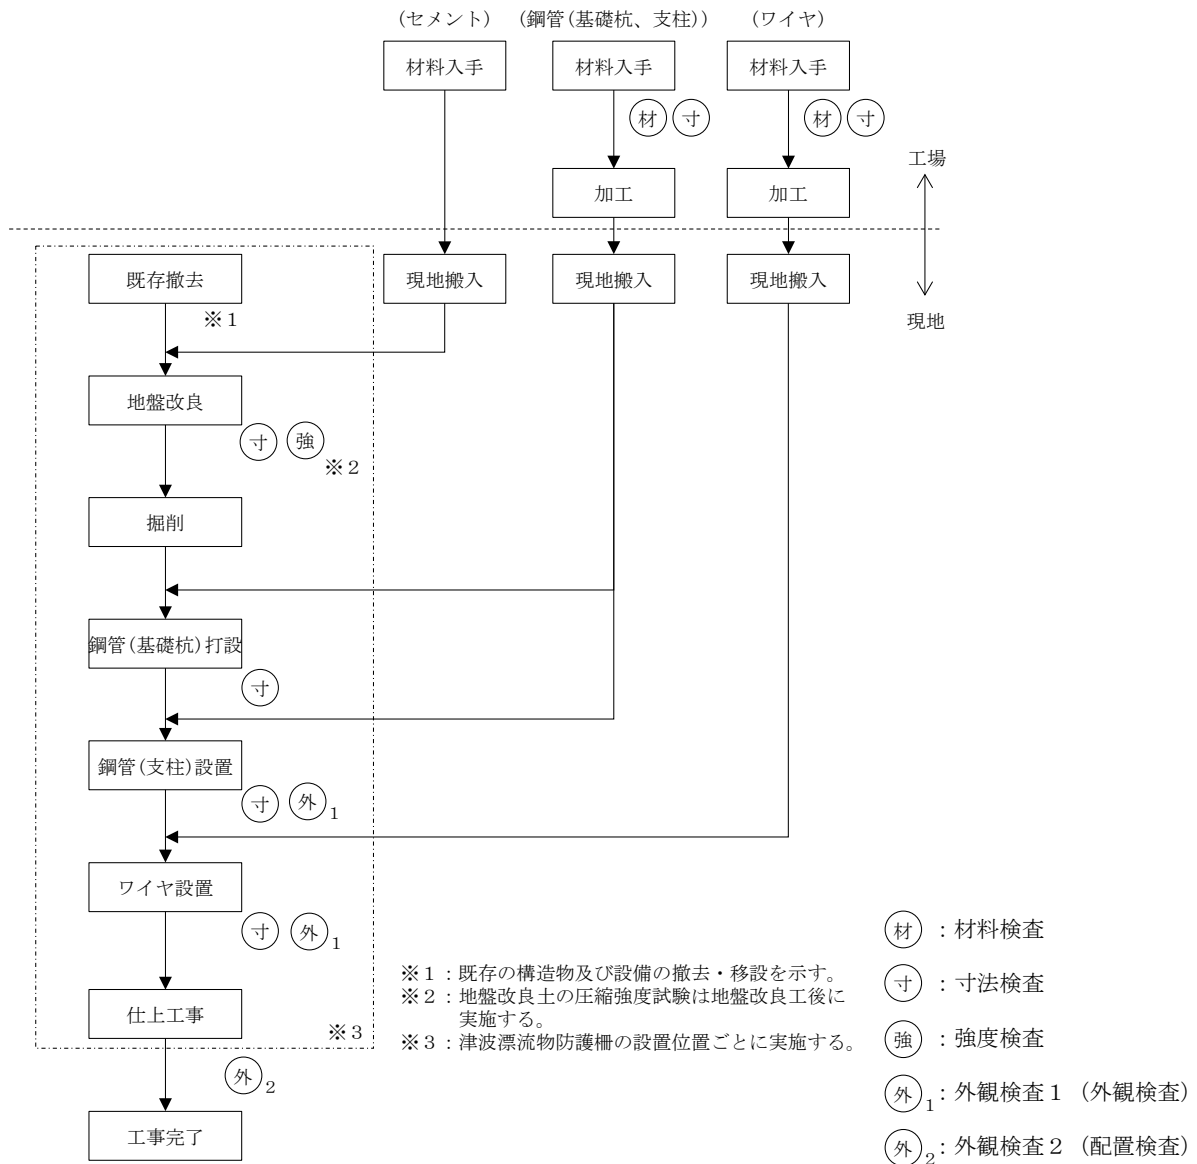 (セメント) (鋼管(基礎杭、支柱)) (ワイヤ)
材料入手 材料入手 材料入手
材 寸 材 寸
工場
加工 加工
既存撤去 現地搬入 現地搬入 現地搬入
※1
現地
地盤改良
寸 強
※2
掘削
鋼管(基礎杭)打設
寸
鋼管(支柱)設置
寸 外1
ワイヤ設置
寸 外1
仕上工事
※3
外2
工事完了
※1:既存の構造物及び設備の撤去・移設を示す。
※2:地盤改良土の圧縮強度試験は地盤改良工後に
実施する。
※3:津波漂流物防護柵の設置位置ごとに実施する。
材 :材料検査
寸 :寸法検査
強 :強度検査
外1:外観検査1 (外観検査)
外2:外観検査2 (配置検査)